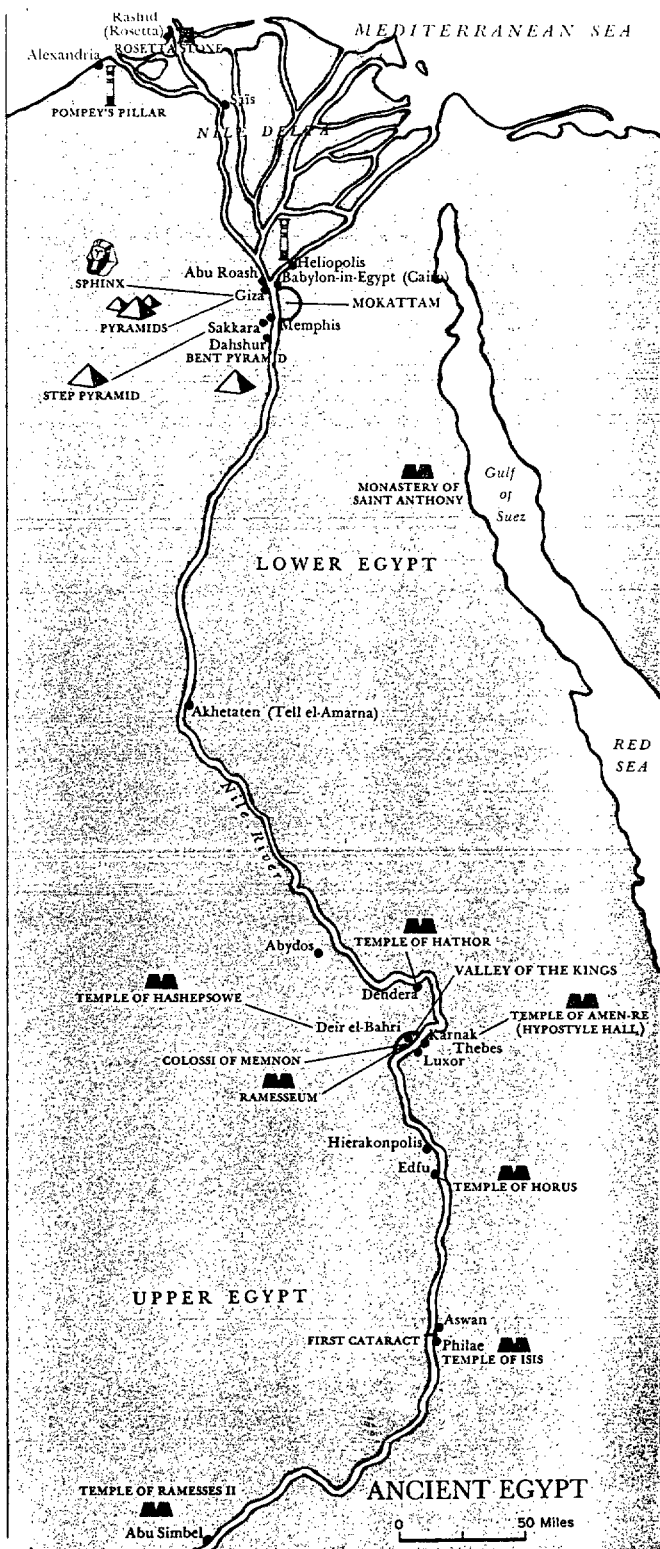 Rashid
(Rosetta)
ROSETTA STONE
MEDITERRANEAN SEA
Alexandria
POMPEY'S PILLAR
Saïs
NILE DELTA
Heliopolis
Abu Roash
Babylon-in-Egypt (Cairo)
SPHINX
Giza
MOKATTAM
PYRAMIDS
Sakkara
Memphis
Dahshur
BENT PYRAMID
STEP PYRAMID
MONASTERY OF
SAINT ANTHONY
Gulf
of
Suez
LOWER EGYPT
Akhetaten (Tell el-Amarna)
RED
SEA
Nile River
Abydos
TEMPLE OF HATHOR
VALLEY OF THE KINGS
TEMPLE OF HASHEPSOWE
Dendera
TEMPLE OF AMEN-RE
(HYPOSTYLE HALL)
Deir el-Bahri
Karnak
Thebes
COLOSSI OF MEMNON
Luxor
RAMESSEUM
Hierakonpolis
Edfu
TEMPLE OF HORUS
UPPER EGYPT
Aswan
FIRST CATARACT
Philae
TEMPLE OF ISIS
TEMPLE OF RAMESSES II
ANCIENT EGYPT
Abu Simbel
0 50 Miles